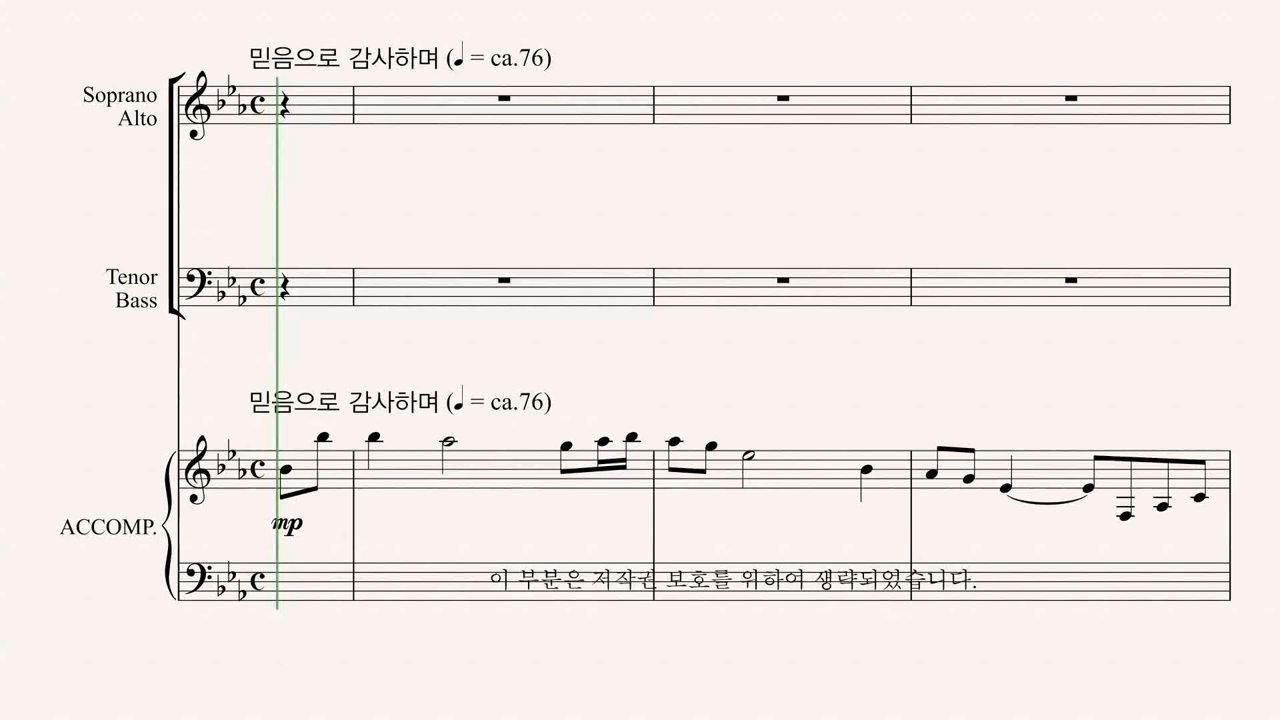 믿음으로 감사하며 (♩ = ca.76)
Soprano
Alto
Tenor
Bass
믿음으로 감사하며 (♩ = ca.76)
mp
ACCOMP.
이 부분은 저작권 보호를 위하여 생략되었습니다.